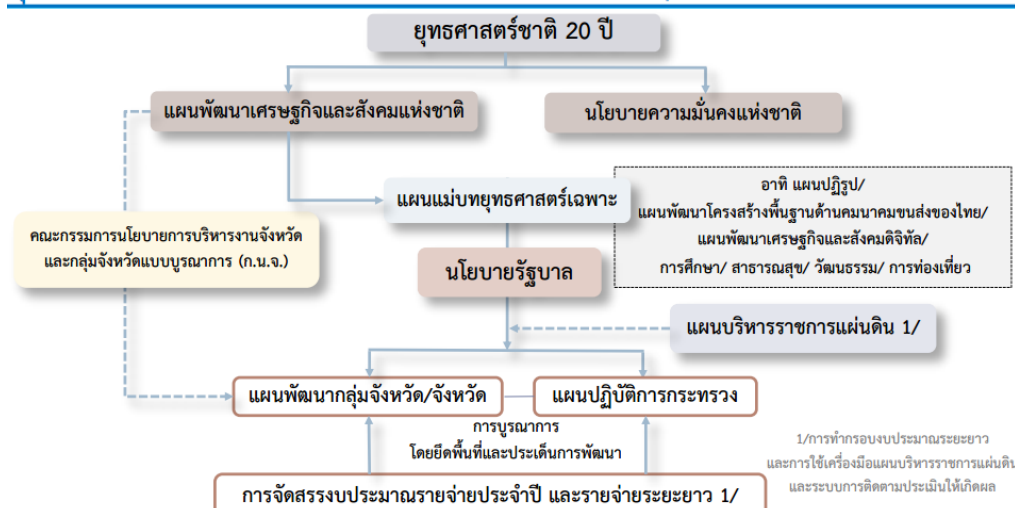 ยุทธศาสตร์ชาติ 20 ปี
แผนพัฒนาเศรษฐกิจและสังคมแห่งชาติ
นโยบายความมั่นคงแห่งชาติ
แผนแม่บทยุทธศาสตร์เฉพาะ
อาทิ แผนปฏิรูป/
แผนพัฒนาโครงสร้างพื้นฐานด้านคมนาคมขนส่งของไทย/
แผนพัฒนาเศรษฐกิจและสังคมดิจิทัล/
การศึกษา/ สาธารณสุข/ วัฒนธรรม/ การท่องเที่ยว
คณะกรรมการนโยบายการบริหารงานจังหวัด
และกลุ่มจังหวัดแบบบูรณาการ (ก.น.จ.)
นโยบายรัฐบาล
แผนบริหารราชการแผ่นดิน 1/
แผนพัฒนากลุ่มจังหวัด/จังหวัด
แผนปฏิบัติการกระทรวง
การบูรณาการ
โดยยึดพื้นที่และประเด็นการพัฒนา
1/การทำกรอบงบประมาณระยะยาว
และการใช้เครื่องมือแผนบริหารราชการแผ่นดิน
และระบบการติดตามประเมินให้เกิดผล
การจัดสรรงบประมาณรายจ่ายประจำปี และรายจ่ายระยะยาว 1/